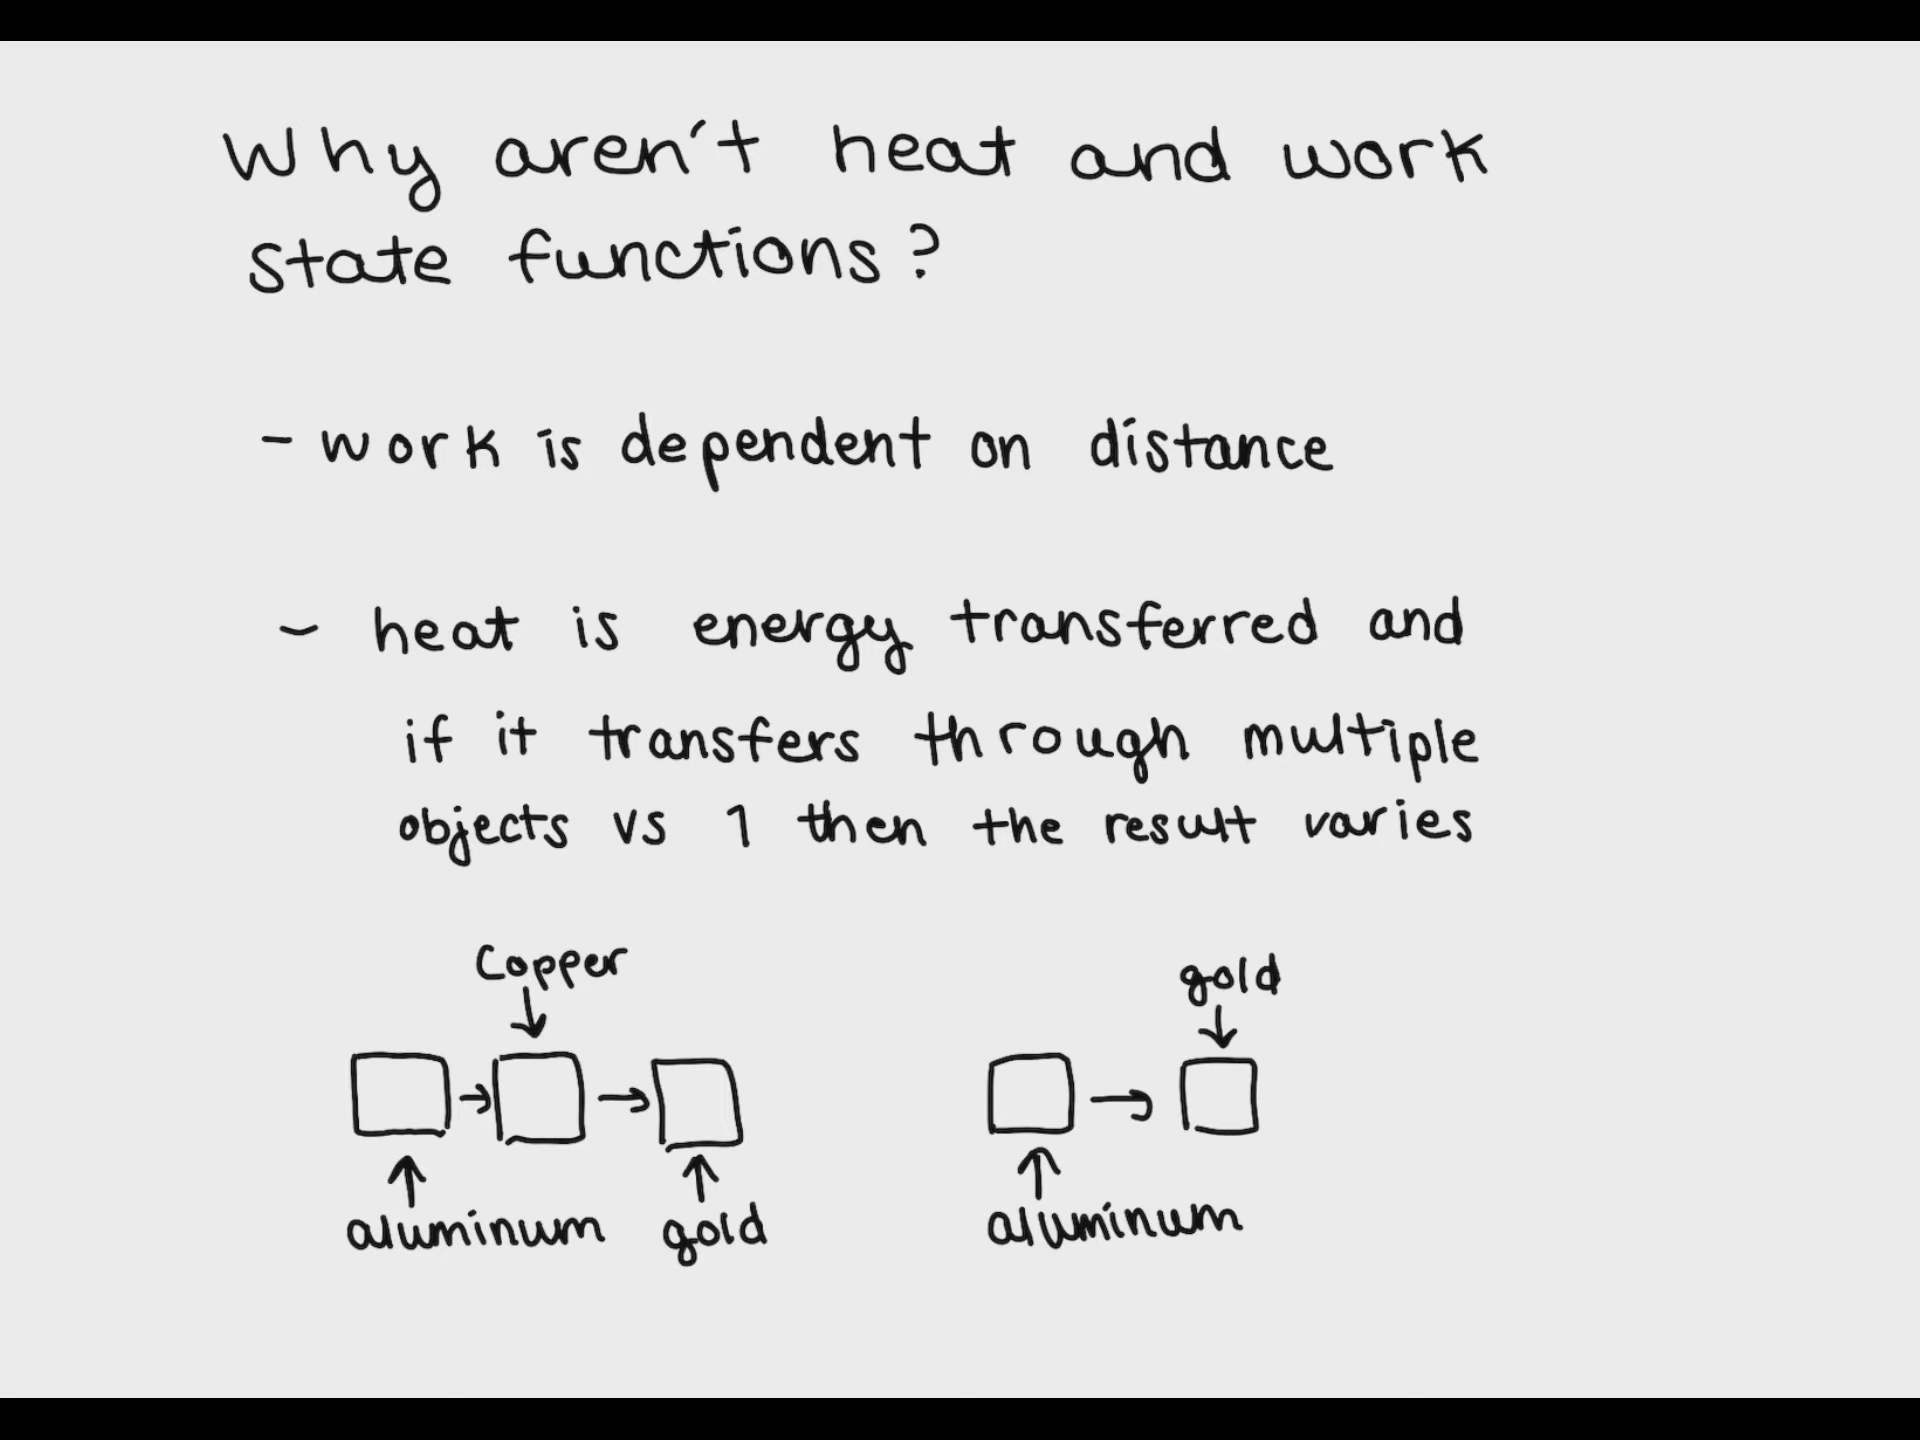 Why aren't heat and work
state functions?
- work is dependent on distance
- heat is energy transferred and
if it transfers through multiple
objects vs 1 then the result varies
Copper
aluminum gold
gold
aluminum